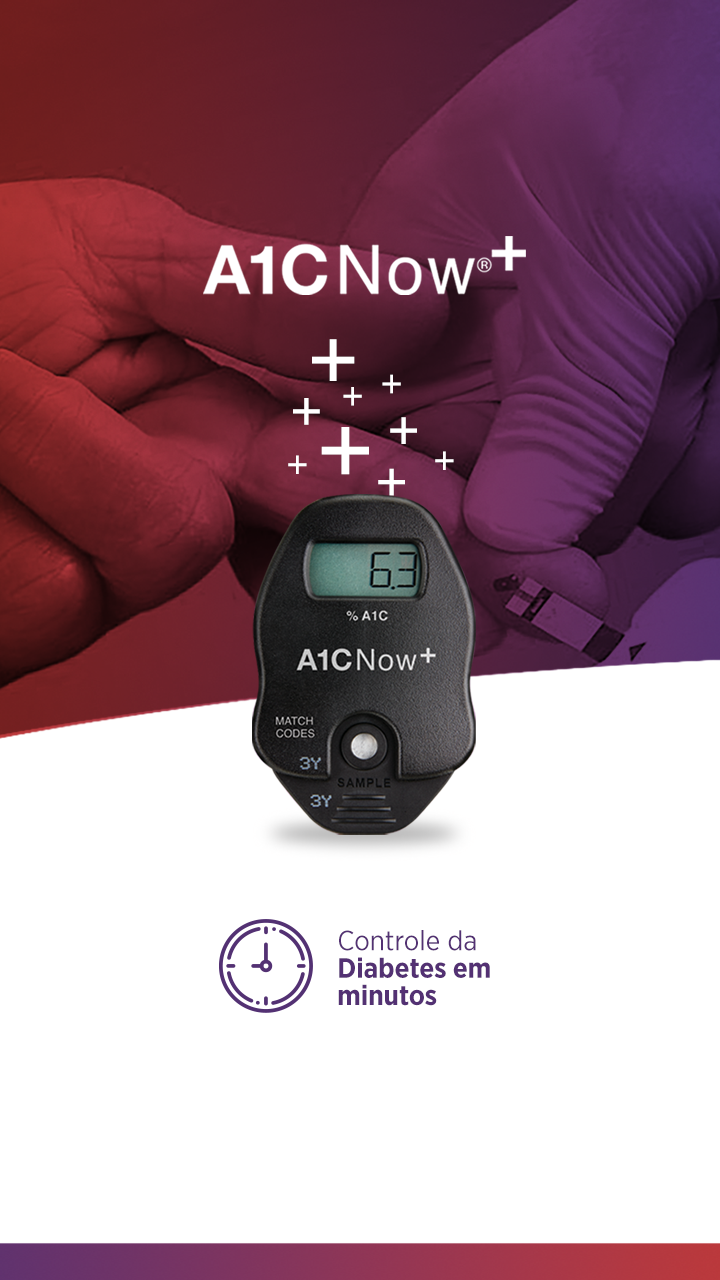 A1CNow®+
6.3
% A1C
A1CNow+
MATCH
CODES
3Y
SAMPLE
3Y
Controle da
Diabetes em
minutos